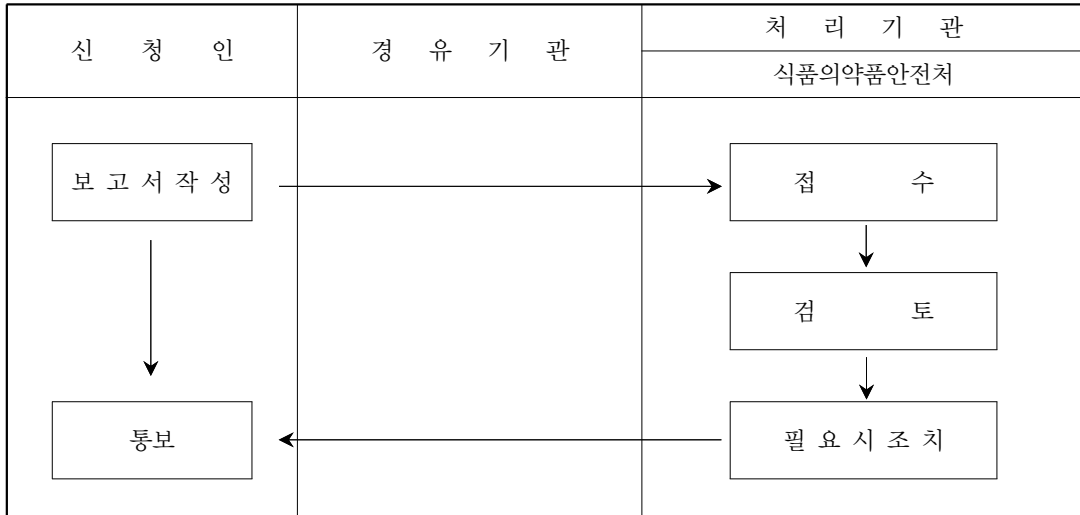 신 청 인
경 유 기 관
처 리 기 관
식품의약품안전처
보 고 서 작 성
접 수
검 토
통보
필 요 시 조 치